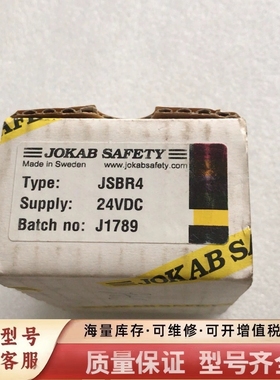 JOKAB SAFETY
Made in Sweden www.jokabsafety.com
Type: JSBR4
Supply: 24VDC
Batch no: J1789
型号
客服
海量库存·可维修·可开增值税
质量保证 型号齐全